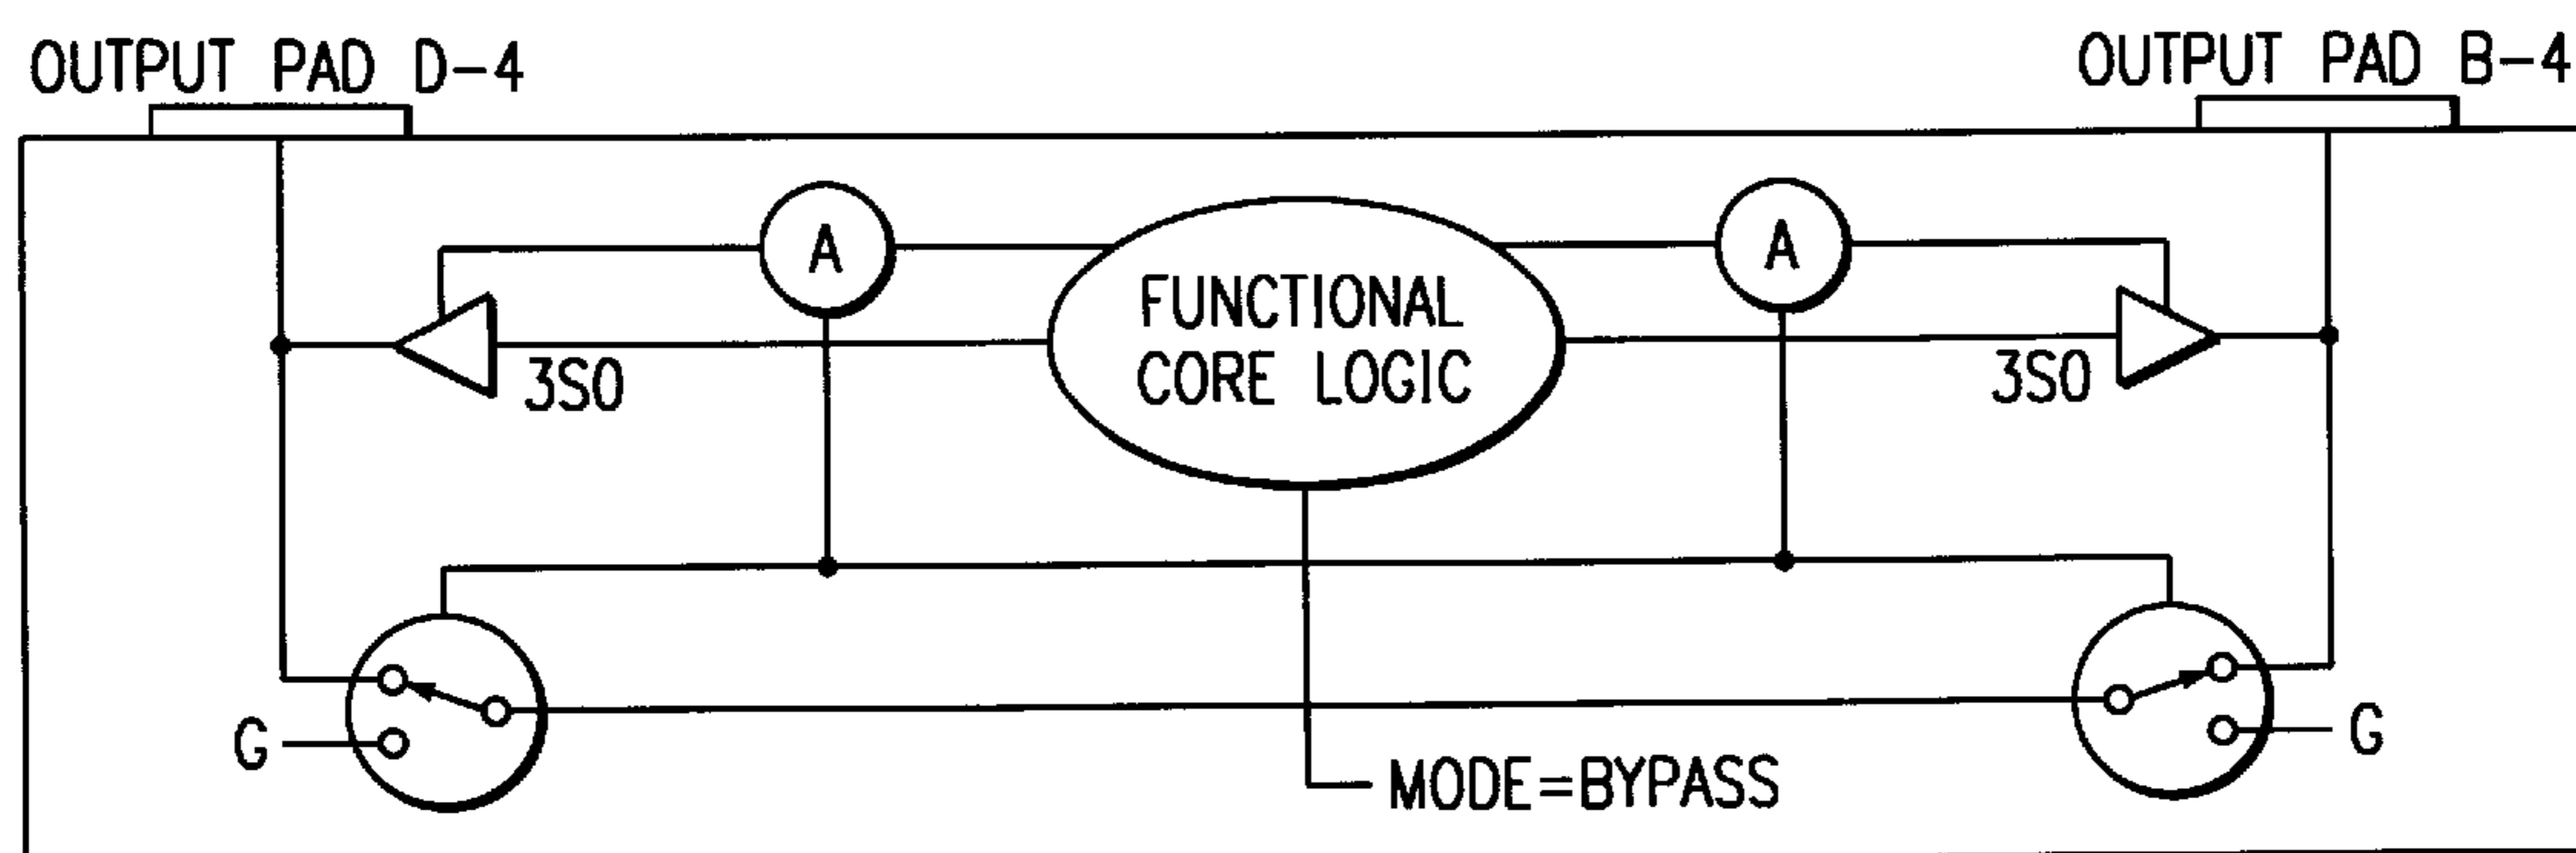 OUTPUT PAD D-4
OUTPUT PAD B-4
A
A
FUNCTIONAL
CORE LOGIC
3SO
3SO
G
G
MODE=BYPASS